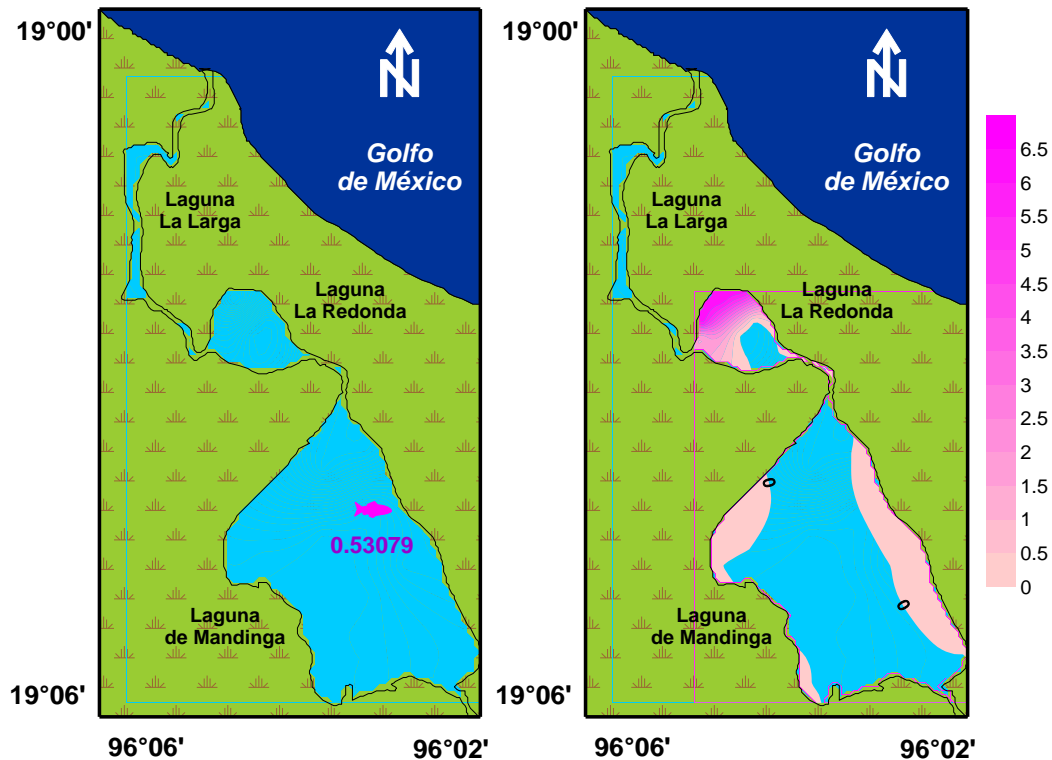 19°00'
N
Golfo
de México
Laguna
La Larga
Laguna
La Redonda
0.53079
Laguna
de Mandinga
19°06'
96°06'
96°02'
19°00'
N
Golfo
de México
Laguna
La Larga
Laguna
La Redonda
0
0
Laguna
de Mandinga
19°06'
96°06'
96°02'
6.5
6
5.5
5
4.5
4
3.5
3
2.5
2
1.5
1
0.5
0